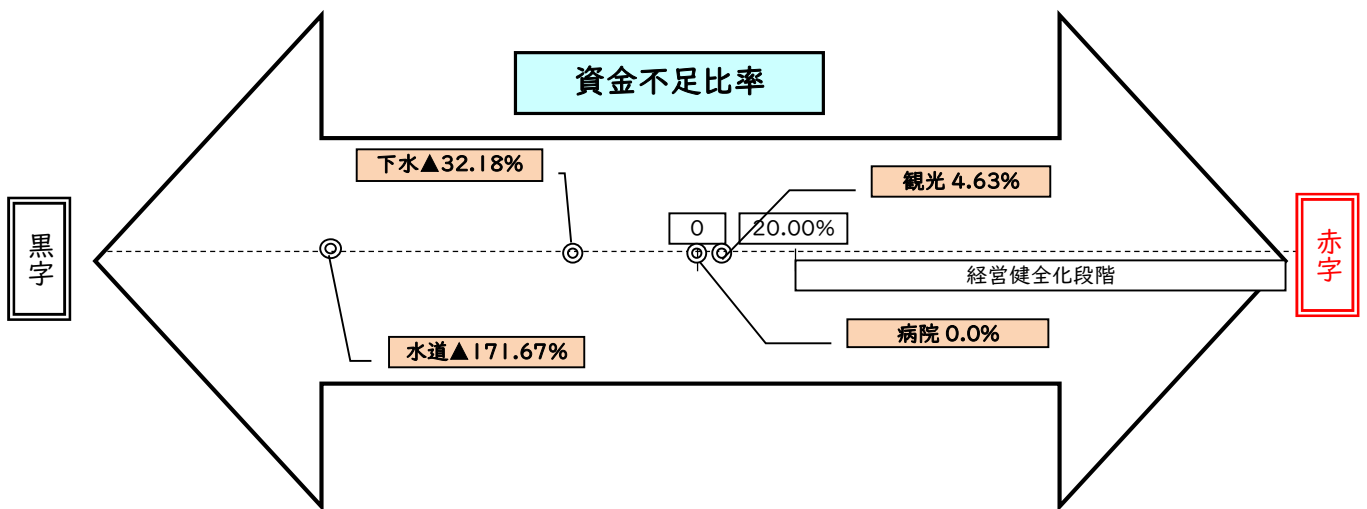 資金不足比率
下水▲32.18%
観光 4.63%
黒字
0
20.00%
赤字
経営健全化段階
病院 0.0%
水道▲171.67%